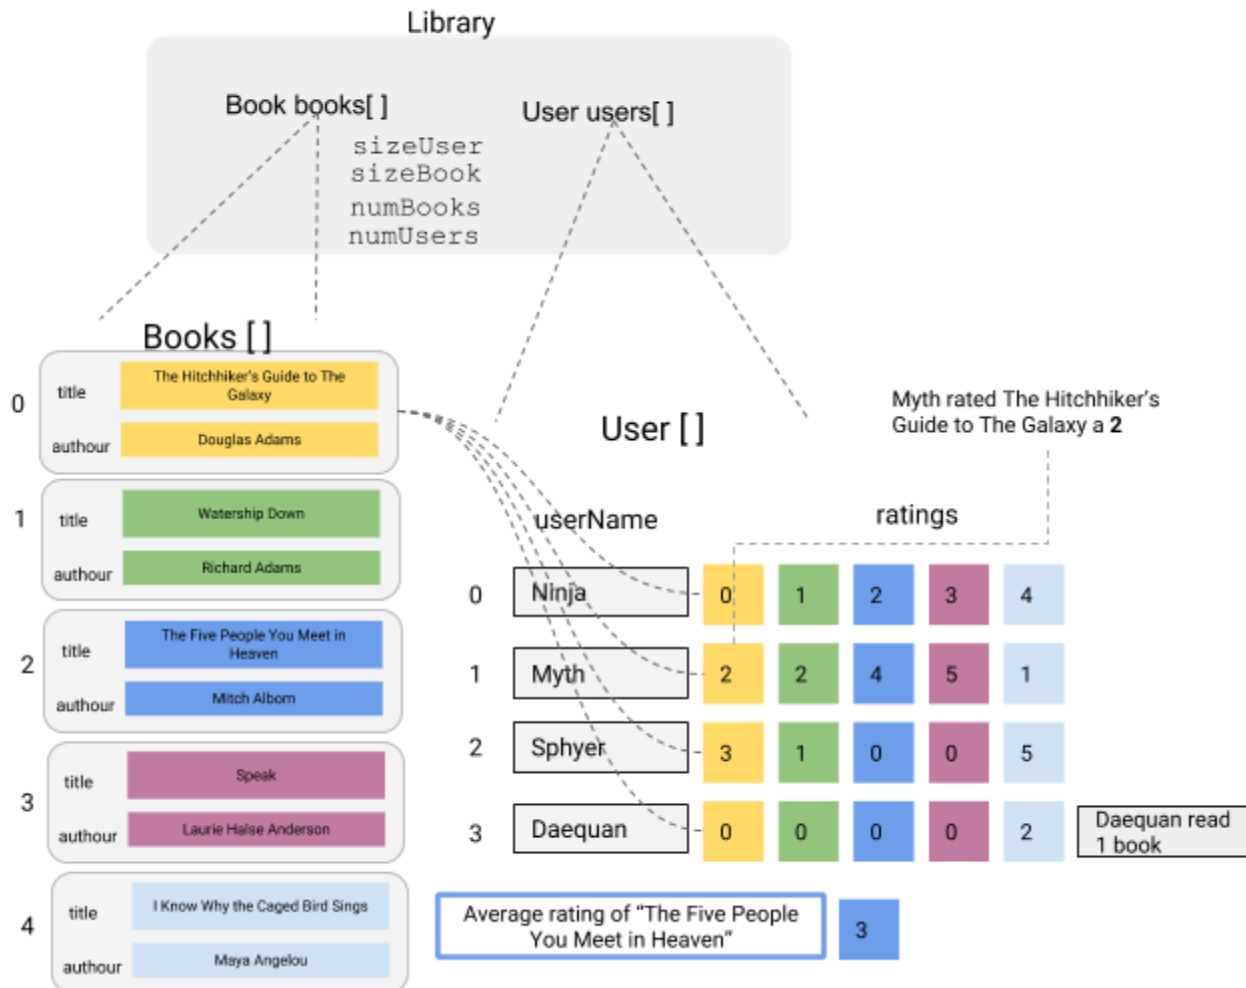 Library
Book books[ ]
User users[ ]
sizeUser
sizeBook
numBooks
numUsers
Books [ ]
0
title
The Hitchhiker's Guide to The
Galaxy
authour
Douglas Adams
1
title
Watership Down
authour
Richard Adams
2
title
The Five People You Meet in
Heaven
authour
Mitch Albom
3
title
Speak
authour
Laurie Halse Anderson
4
title
I Know Why the Caged Bird Sings
authour
Maya Angelou
User [ ]
Myth rated The Hitchhiker's
Guide to The Galaxy a 2
userName
ratings
0 Ninja 0 1 2 3 4
1 Myth 2 2 4 5 1
2 Sphyer 3 1 0 0 5
3 Daequan 0 0 0 0 2
Daequan read
1 book
Average rating of “The Five People
You Meet in Heaven”
3